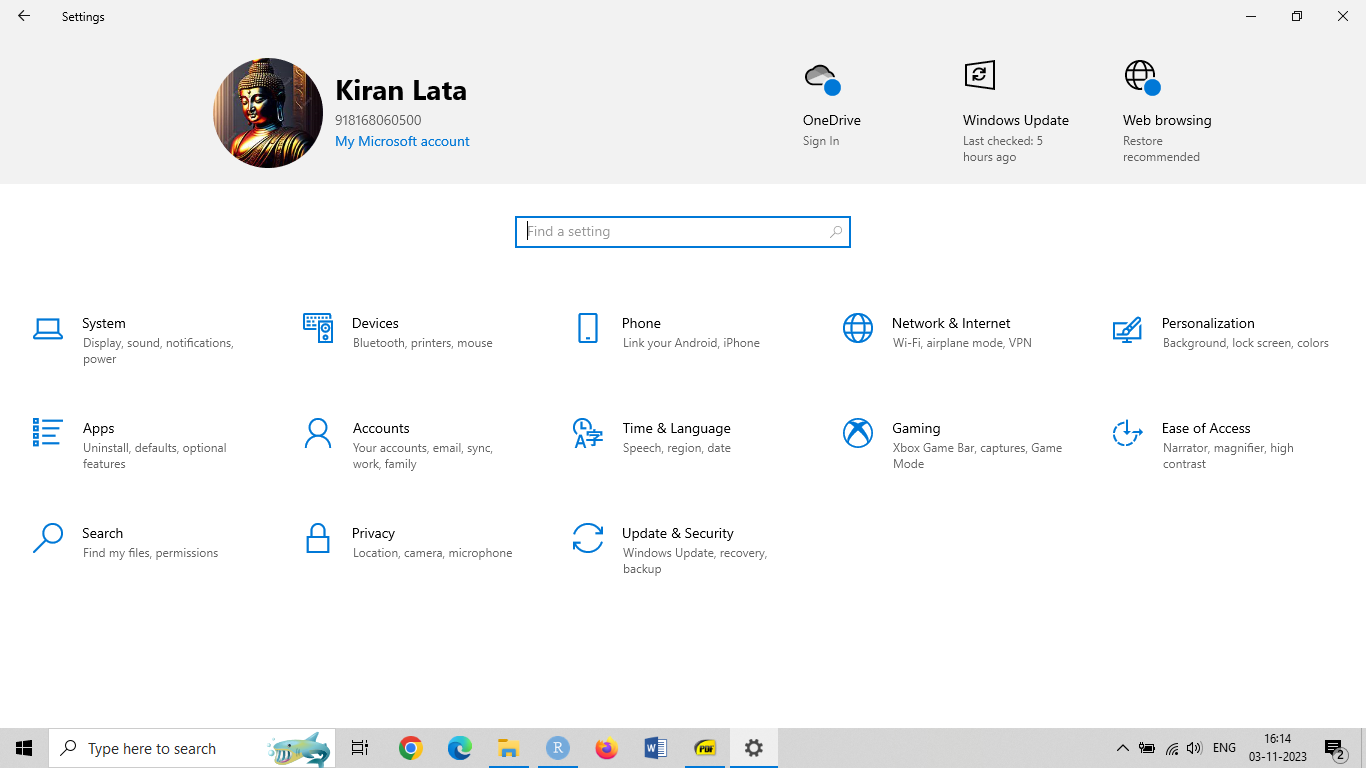 Settings
Kiran Lata
918168060500
My Microsoft account
OneDrive
Sign In
Windows Update
Last checked: 5
hours ago
Web browsing
Restore
recommended
Find a setting
System
Display, sound, notifications,
power
Devices
Bluetooth, printers, mouse
Phone
Link your Android, iPhone
Network & Internet
Wi-Fi, airplane mode, VPN
Personalization
Background, lock screen, colors
Apps
Uninstall, defaults, optional
features
Accounts
Your accounts, email, sync,
work, family
Time & Language
Speech, region, date
Gaming
Xbox Game Bar, captures, Game
Mode
Ease of Access
Narrator, magnifier, high
contrast
Search
Find my files, permissions
Privacy
Location, camera, microphone
Update & Security
Windows Update, recovery,
backup
Type here to search
R
W
PDF
ENG
16:14
03-11-2023
2